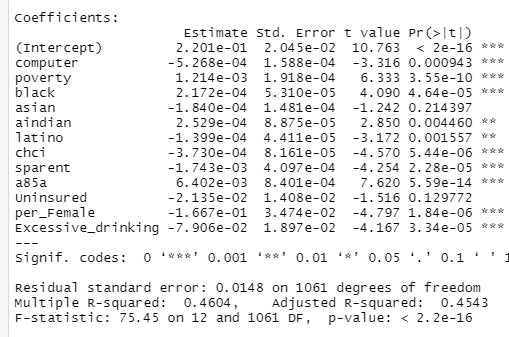 Coefficients:
Estimate Std. Error t value Pr(>|t|)
(Intercept) 2.201e-01 2.045e-02 10.763 < 2e-16 ***
computer -5.268e-04 1.588e-04 -3.316 0.000943 ***
poverty 1.214e-03 1.918e-04 6.333 3.55e-10 ***
black 2.172e-04 5.310e-05 4.090 4.64e-05 ***
asian -1.840e-04 1.481e-04 -1.242 0.214397
aindian 2.529e-04 8.875e-05 2.850 0.004460 **
latino -1.399e-04 4.411e-05 -3.172 0.001557 **
chci -3.730e-04 8.161e-05 -4.570 5.44e-06 ***
sparent -1.743e-03 4.097e-04 -4.254 2.28e-05 ***
a85a 6.402e-03 8.401e-04 7.620 5.59e-14 ***
Uninsured -2.135e-02 1.408e-02 -1.516 0.129772
per_Female -1.667e-01 3.474e-02 -4.797 1.84e-06 ***
Excessive_drinking -7.906e-02 1.897e-02 -4.167 3.34e-05 ***
---
Signif. codes: 0 ‘***’ 0.001 ‘**’ 0.01 ‘*’ 0.05 ‘.’ 0.1 ‘ ’ 1
Residual standard error: 0.0148 on 1061 degrees of freedom
Multiple R-squared: 0.4604, Adjusted R-squared: 0.4543
F-statistic: 75.45 on 12 and 1061 DF, p-value: < 2.2e-16